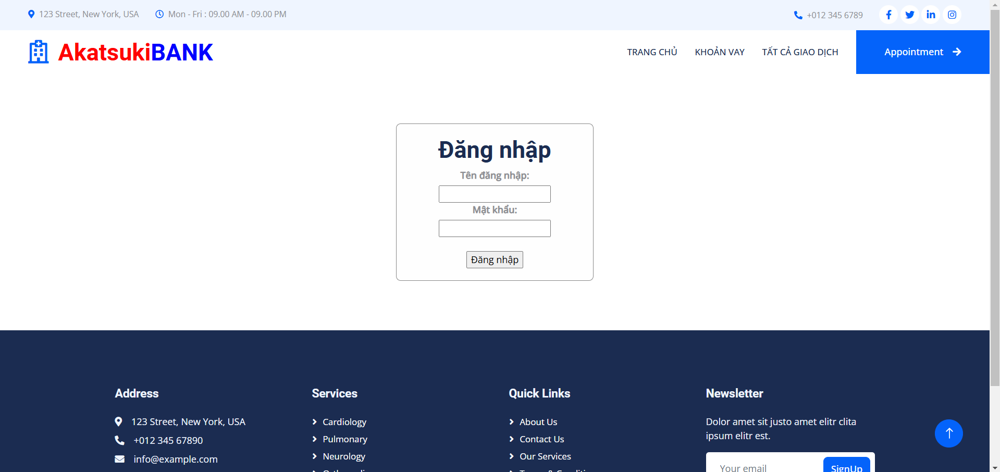 123 Street, New York, USA
Mon - Fri : 09.00 AM - 09.00 PM
+012 345 6789
AkatsukiBANK
TRANG CHỦ
KHOẢN VAY
TẤT CẢ GIAO DỊCH
Appointment
Đăng nhập
Tên đăng nhập:
Mật khẩu:
Đăng nhập
Address
123 Street, New York, USA
+012 345 67890
info@example.com
Services
Cardiology
Pulmonary
Neurology
Quick Links
About Us
Contact Us
Our Services
Newsletter
Dolor amet sit justo amet elitr clita
ipsum elitr est.
Your email
SignUp